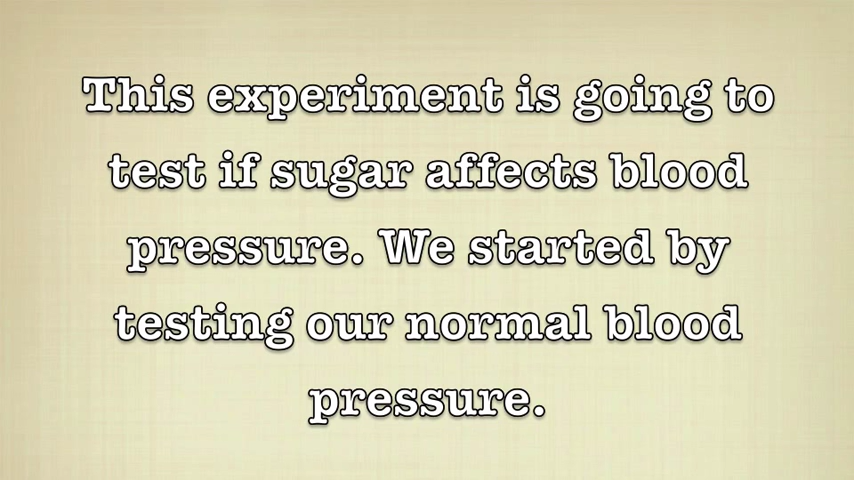 This experiment is going to
test if sugar affects blood
pressure. We started by
testing our normal blood
pressure.